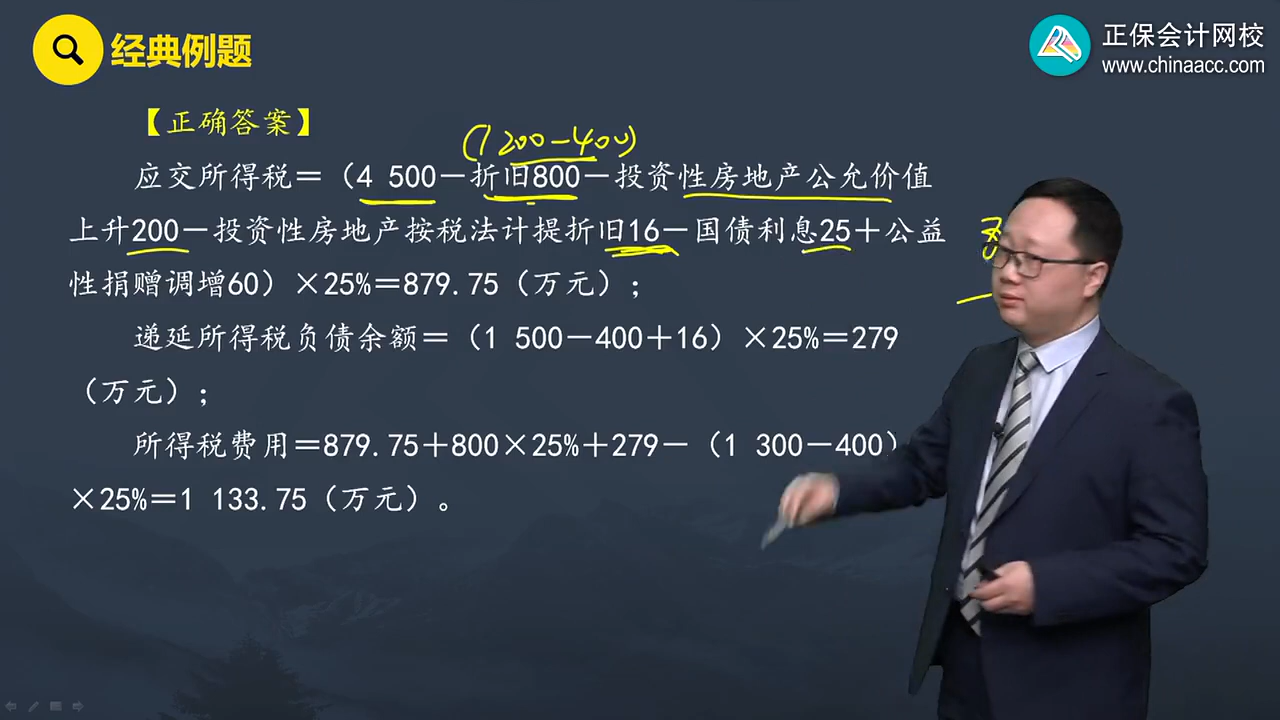 经典例题
正保会计网校
www.chinaacc.com
【正确答案】
(1200-400)
应交所得税＝（4 500－折旧800－投资性房地产公允价值
上升200－投资性房地产按税法计提折旧16－国债利息25＋公益
性捐赠调增60）×25%＝879.75（万元）；
递延所得税负债余额＝（1 500－400＋16）×25%＝279
（万元）；
所得税费用＝879.75＋800×25%＋279－（1 300－400）
×25%＝1 133.75（万元）。